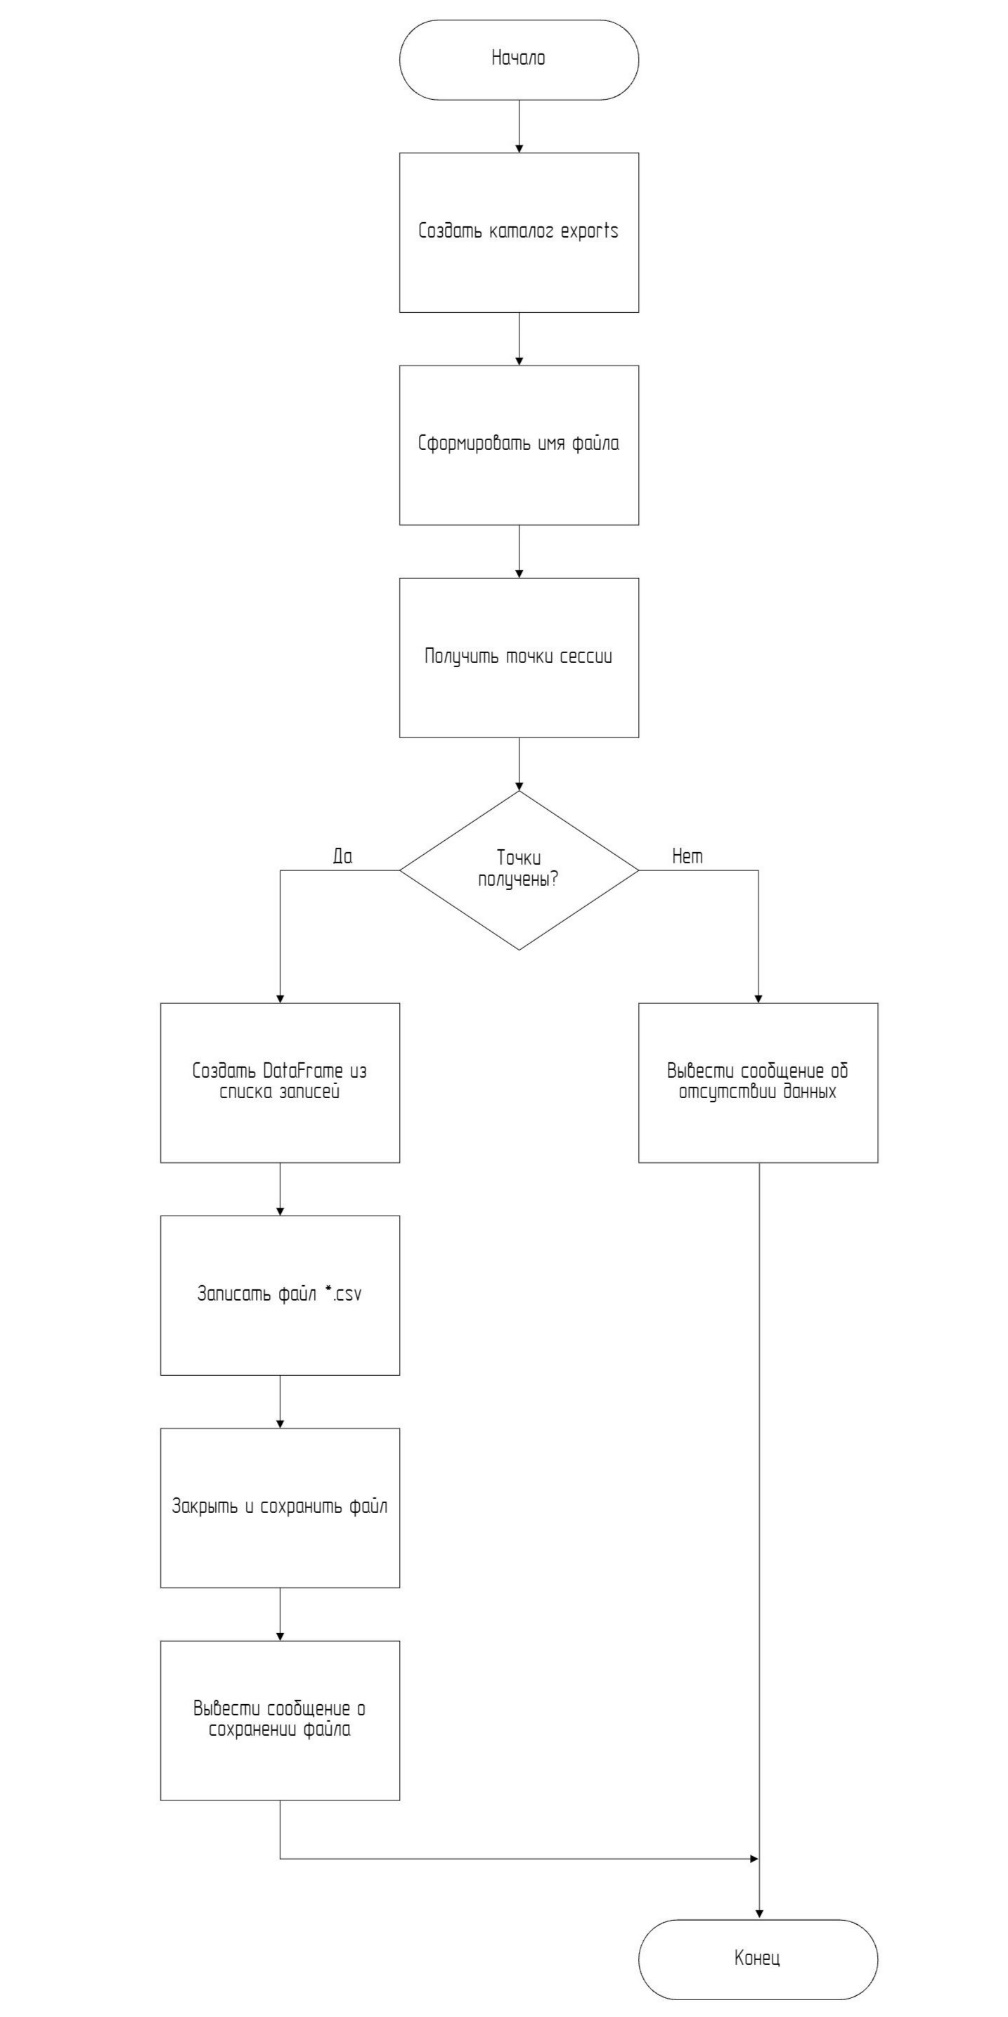 Начало
Создать каталог exports
Сформировать имя файла
Получить точки сессии
Да
Точки
получены?
Нет
Создать DataFrame из
списка записей
Вывести сообщение об
отсутствии данных
Записать файл *.csv
Закрыть и сохранить файл
Вывести сообщение о
сохранении файла
Конец